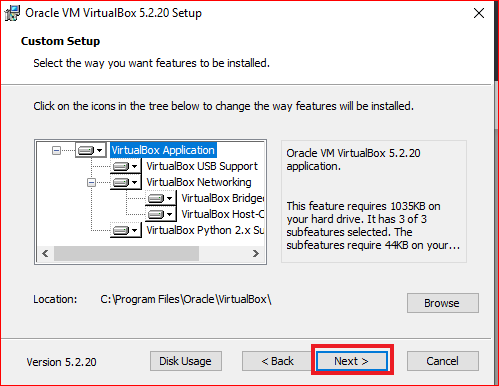 Oracle VM VirtualBox 5.2.20 Setup
Custom Setup
Select the way you want features to be installed.
Click on the icons in the tree below to change the way features will be installed.
VirtualBox Application
VirtualBox USB Support
VirtualBox Networking
VirtualBox Bridge
VirtualBox Host-C
VirtualBox Python 2.x Su
Oracle VM VirtualBox 5.2.20
application.
This feature requires 1035KB on
your hard drive. It has 3 of 3
subfeatures selected. The
subfeatures require 44KB on your...
Location: C:\Program Files\Oracle\VirtualBox\
Browse
Version 5.2.20
Disk Usage
< Back
Next >
Cancel